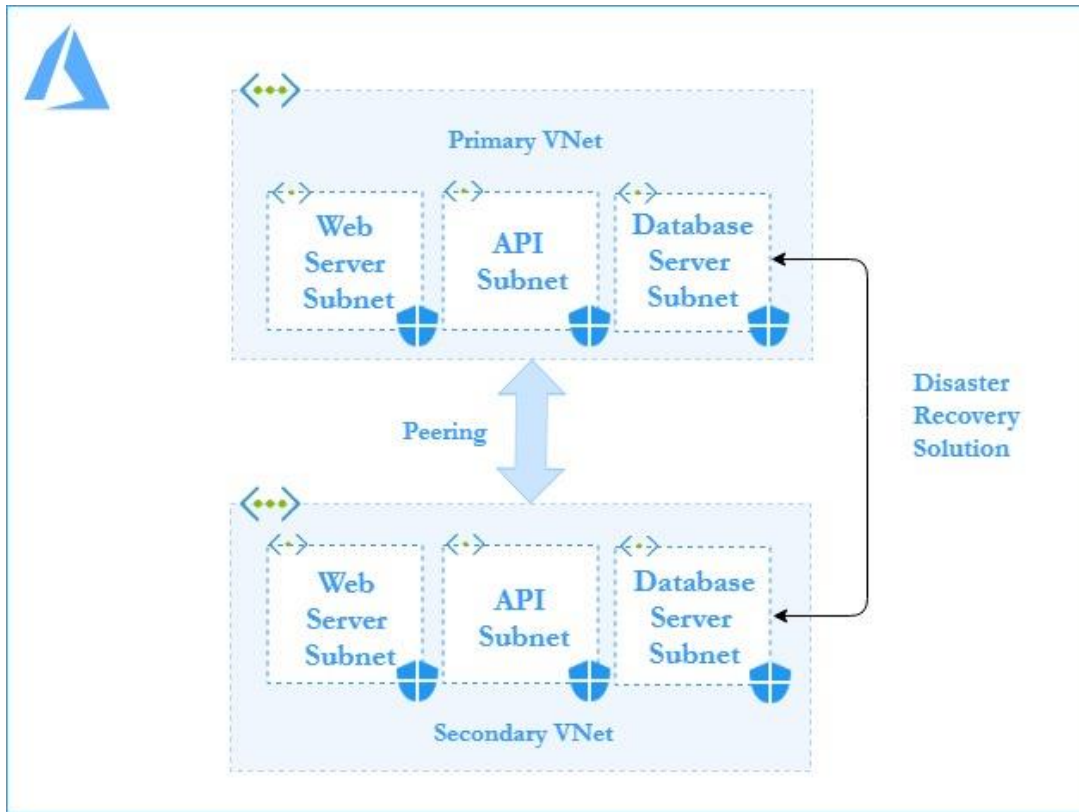 Primary VNet
Web
Server
Subnet
API
Subnet
Database
Server
Subnet
Peering
Disaster
Recovery
Solution
Web
Server
Subnet
API
Subnet
Database
Server
Subnet
Secondary VNet